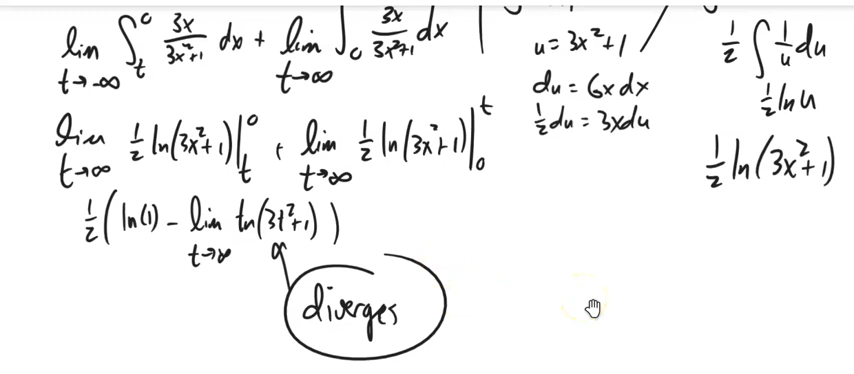 lim t→-∞ ∫_t^0 3x/(3x²+1) dx + lim t→∞ ∫_0 3x/(3x²+1) dx
u = 3x²+1
du = 6x dx
½ du = 3x du
½ ∫ 1/u du
½ ln u
½ ln(3x²+1)
lim t→∞ ½ ln(3x²+1)|_t^0 + lim t→∞ ½ ln(3x²+1)|_0^t
½ (ln(1) - lim t→∞ ln(3t²+1))
diverges